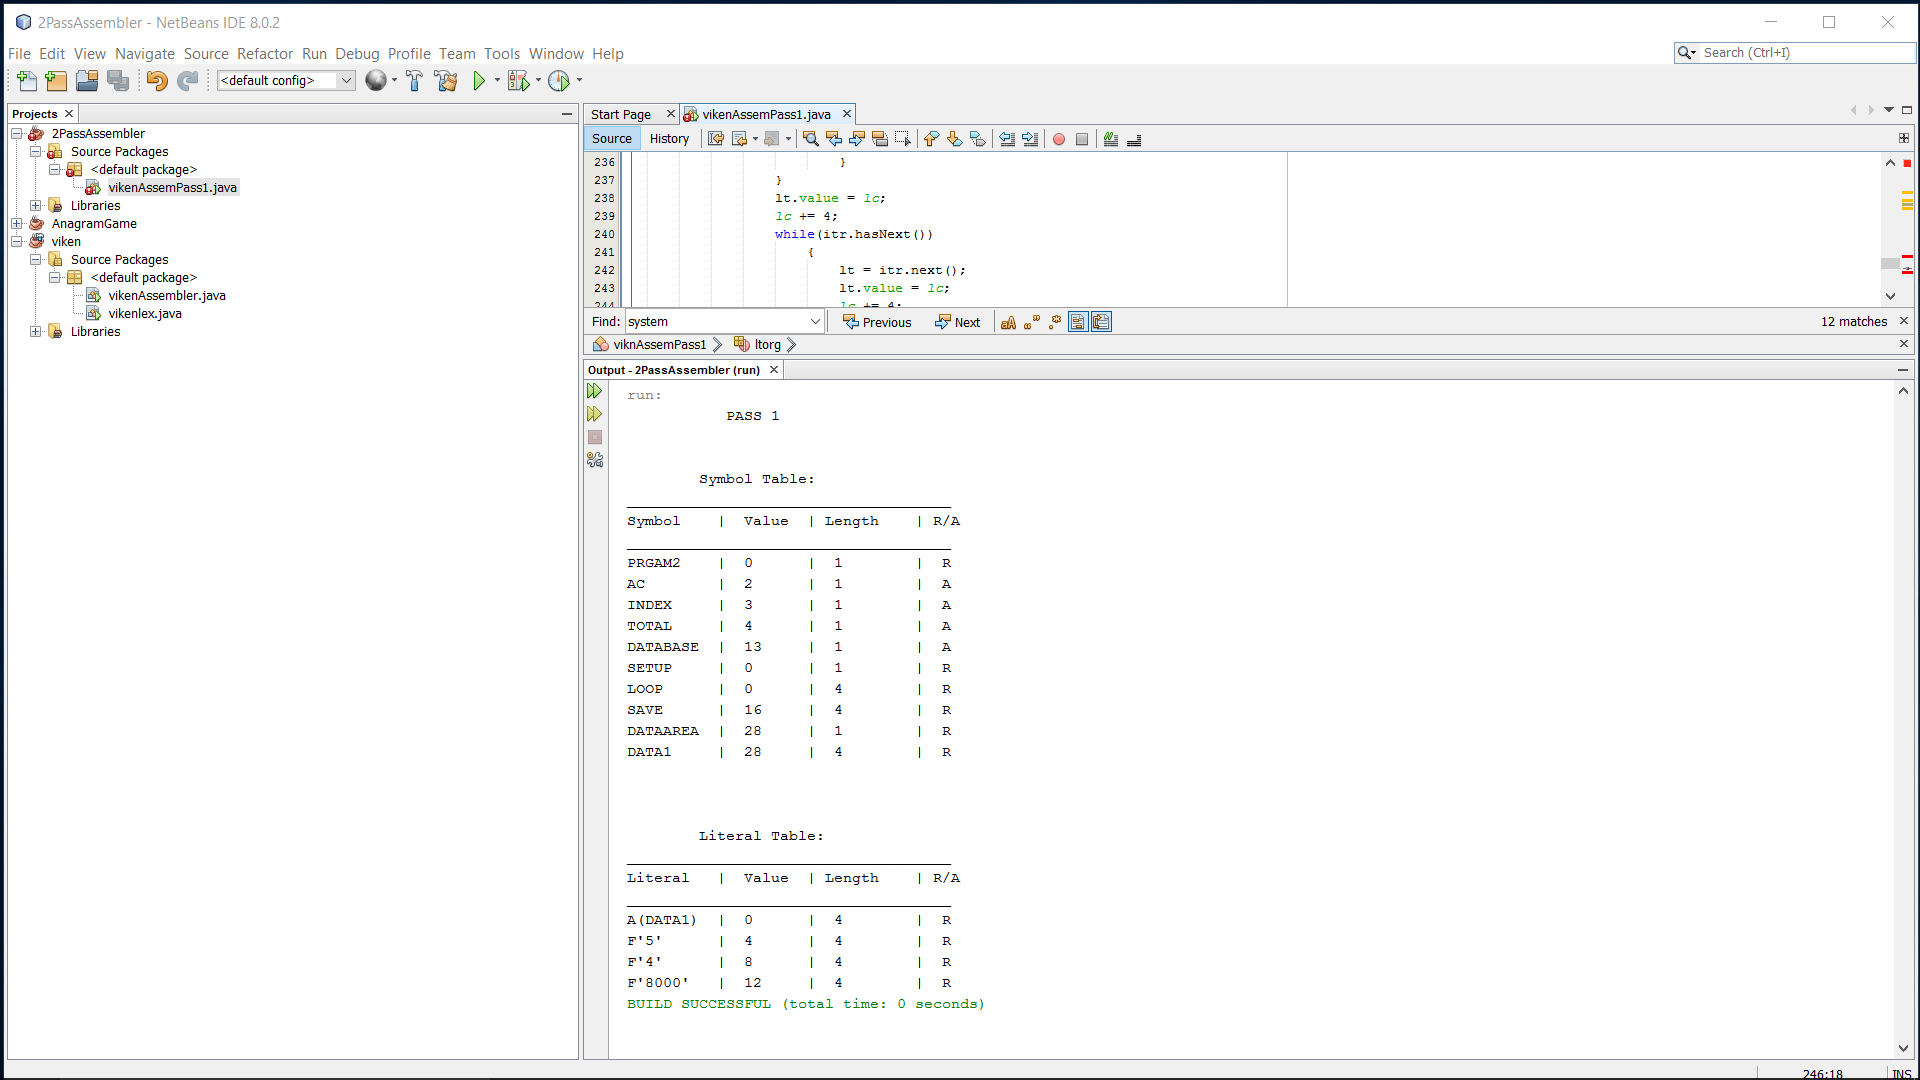 2PassAssembler - NetBeans IDE 8.0.2
File Edit View Navigate Source Refactor Run Debug Profile Team Tools Window Help
Search (Ctrl+I)
<default config>
Projects
2PassAssembler
Source Packages
<default package>
vikenAssemPass1.java
Libraries
AnagramGame
viken
Source Packages
<default package>
vikenAssembler.java
vikenlex.java
Libraries
Start Page vikenAssemPass1.java
Source History
236 }
237 }
238 lt.value = lc;
239 lc += 4;
240 while(itr.hasNext())
241 {
242 lt = itr.next();
243 lt.value = lc;
244 lc += 4;
Find: system Previous Next 12 matches
viknAssemPass1 ltorg
Output - 2PassAssembler (run)
run:
PASS 1
Symbol Table:
Symbol | Value | Length | R/A
PRGAM2 | 0 | 1 | R
AC | 2 | 1 | A
INDEX | 3 | 1 | A
TOTAL | 4 | 1 | A
DATABASE | 13 | 1 | A
SETUP | 0 | 1 | R
LOOP | 0 | 4 | R
SAVE | 16 | 4 | R
DATAAREA | 28 | 1 | R
DATA1 | 28 | 4 | R
Literal Table:
Literal | Value | Length | R/A
A(DATA1) | 0 | 4 | R
F'5' | 4 | 4 | R
F'4' | 8 | 4 | R
F'8000' | 12 | 4 | R
BUILD SUCCESSFUL (total time: 0 seconds)
246:18 INS